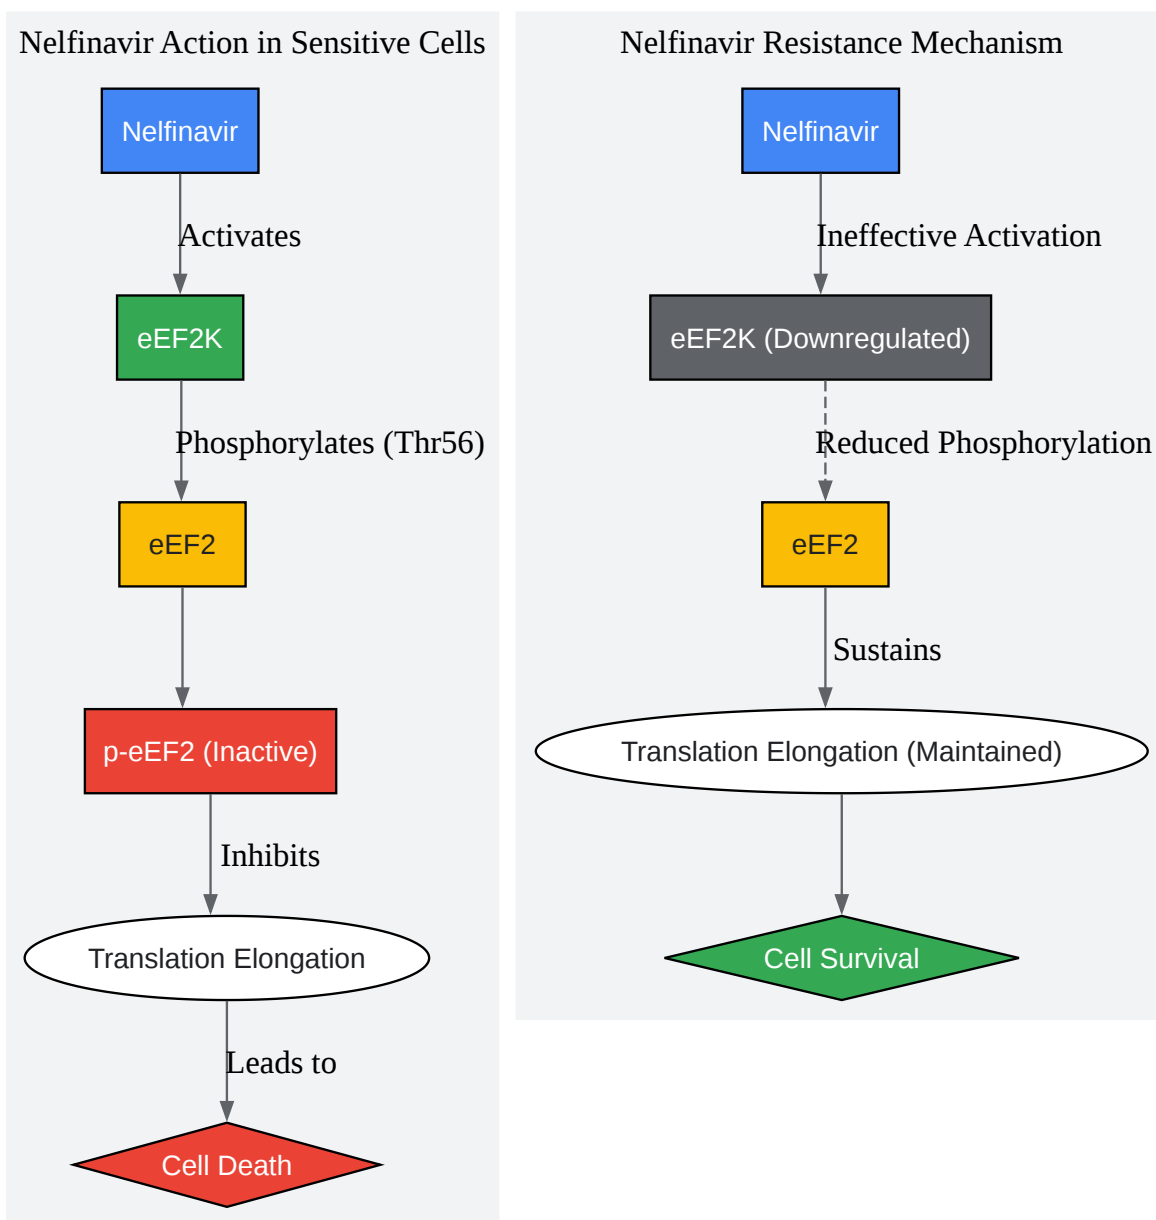 Nelfinavir Action in Sensitive Cells
Nelfinavir
Activates
eEF2K
Phosphorylates (Thr56)
eEF2
p-eEF2 (Inactive)
Inhibits
Translation Elongation
Leads to
Cell Death
Nelfinavir Resistance Mechanism
Nelfinavir
Ineffective Activation
eEF2K (Downregulated)
Reduced Phosphorylation
eEF2
Sustains
Translation Elongation (Maintained)
Cell Survival